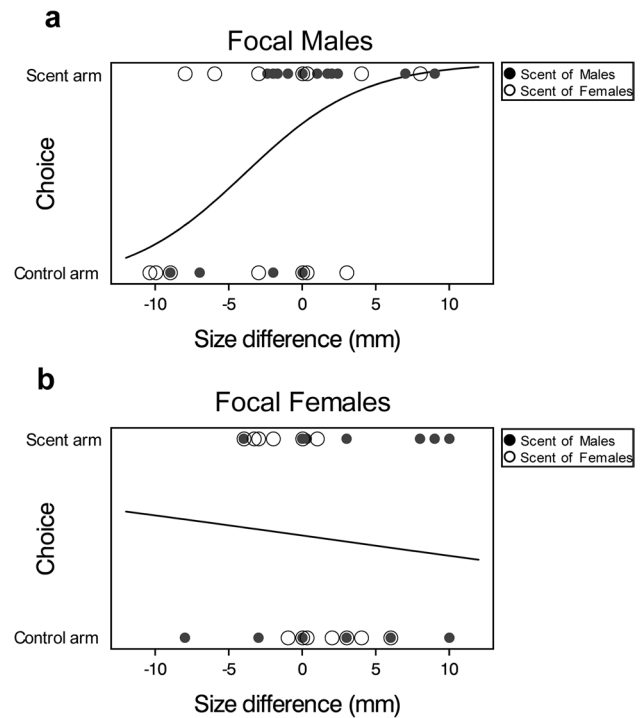 a
Focal Males
Scent arm
Choice
Control arm
-10 -5 0 5 10
Size difference (mm)
Scent of Males
Scent of Females
b
Focal Females
Scent arm
Choice
Control arm
-10 -5 0 5 10
Size difference (mm)
Scent of Males
Scent of Females